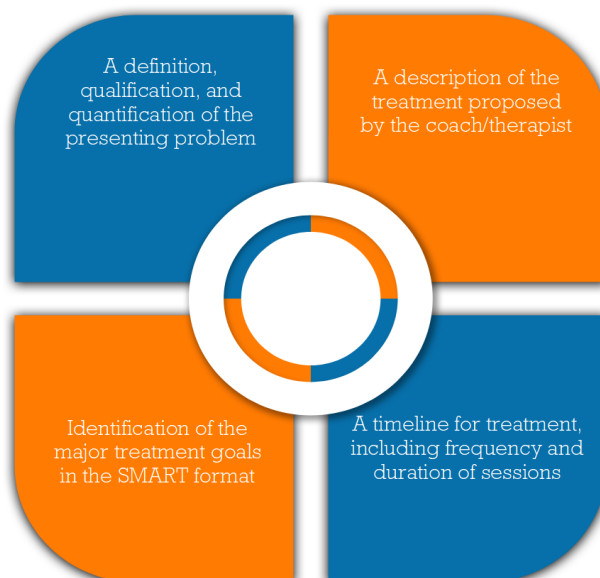 A definition,
qualification, and
quantification of the
presenting problem
A description of the
treatment proposed
by the coach/therapist
Identification of the
major treatment goals
in the SMART format
A timeline for treatment,
including frequency and
duration of sessions